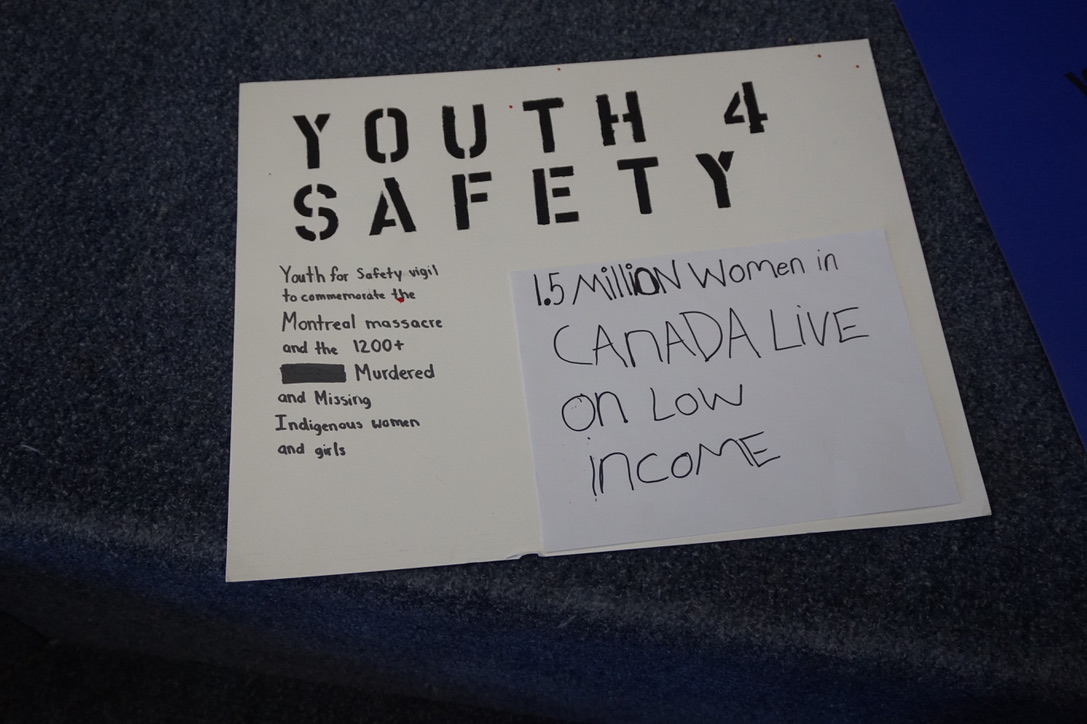 YOUTH 4
SAFETY
Youth for Safety vigil
to commemorate the
Montreal massacre
and the 1200+
Murdered
and Missing
Indigenous women
and girls
1.5 MilliON Women in
CANADA LiVE
ON LOW
iNCOME